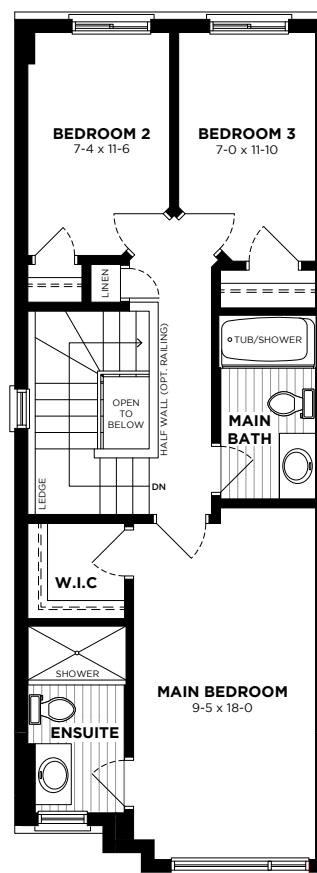 BEDROOM 2
7-4 x 11-6
BEDROOM 3
7-0 x 11-10
LINEN
TUB/SHOWER
HALF WALL (OPT. RAILING)
OPEN
TO
BELOW
MAIN
BATH
LEDGE
DN
W.I.C
SHOWER
MAIN BEDROOM
9-5 x 18-0
ENSUITE